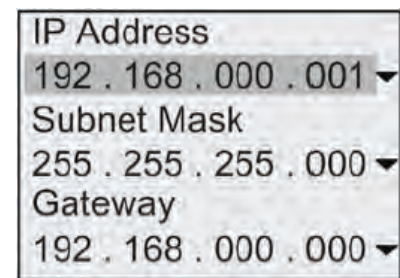 IP Address
192 . 168 . 000 . 001
Subnet Mask
255 . 255 . 255 . 000
Gateway
192 . 168 . 000 . 000